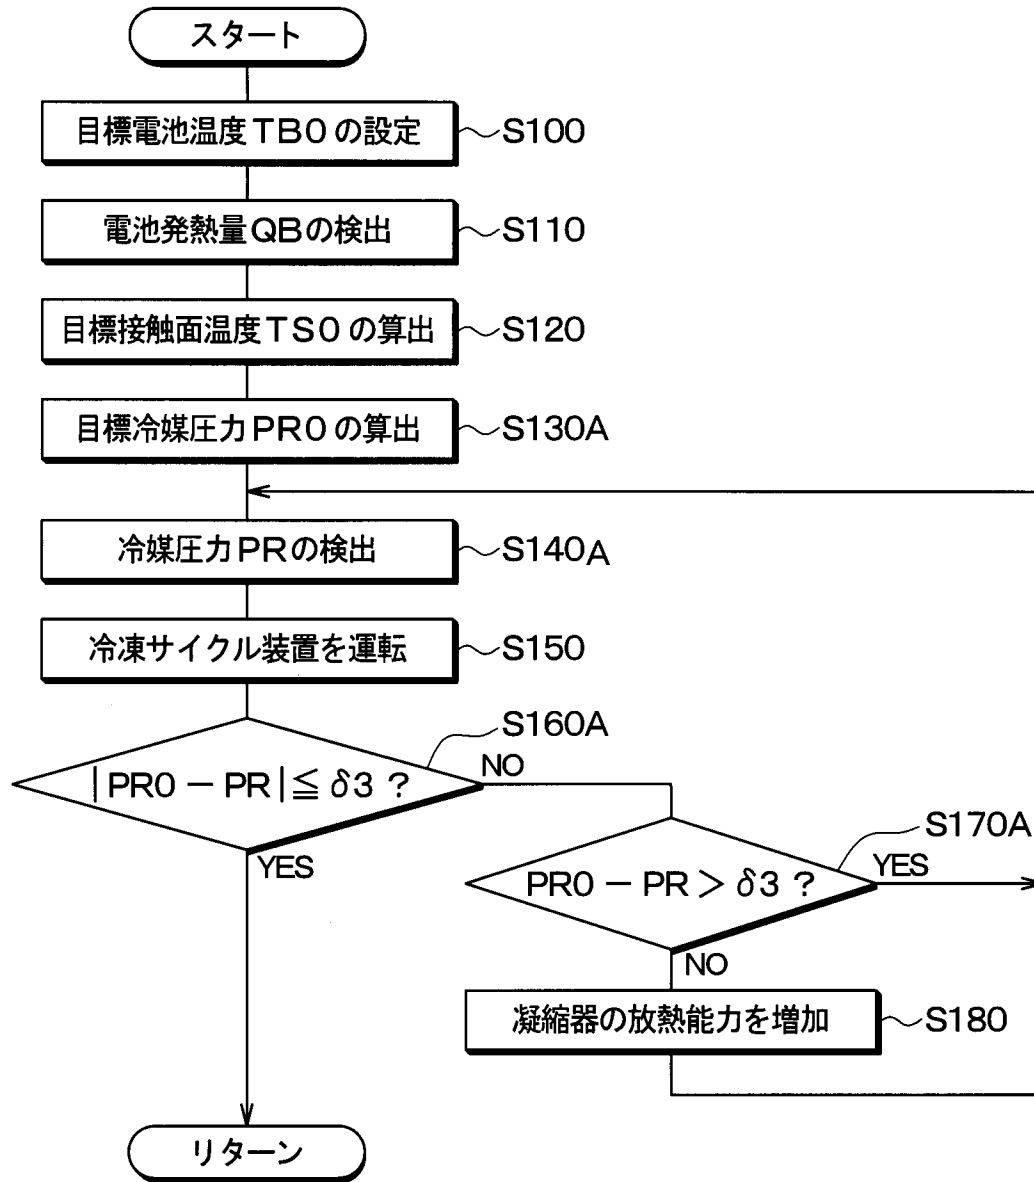 スタート
目標電池温度TB0の設定
S100
電池発熱量QBの検出
S110
目標接触面温度TS0の算出
S120
目標冷媒圧力PR0の算出
S130A
冷媒圧力PRの検出
S140A
冷凍サイクル装置を運転
S150
S160A
|PR0－PR|≦δ3？
NO
YES
S170A
PR0－PR＞δ3？
YES
NO
凝縮器の放熱能力を増加
S180
リターン